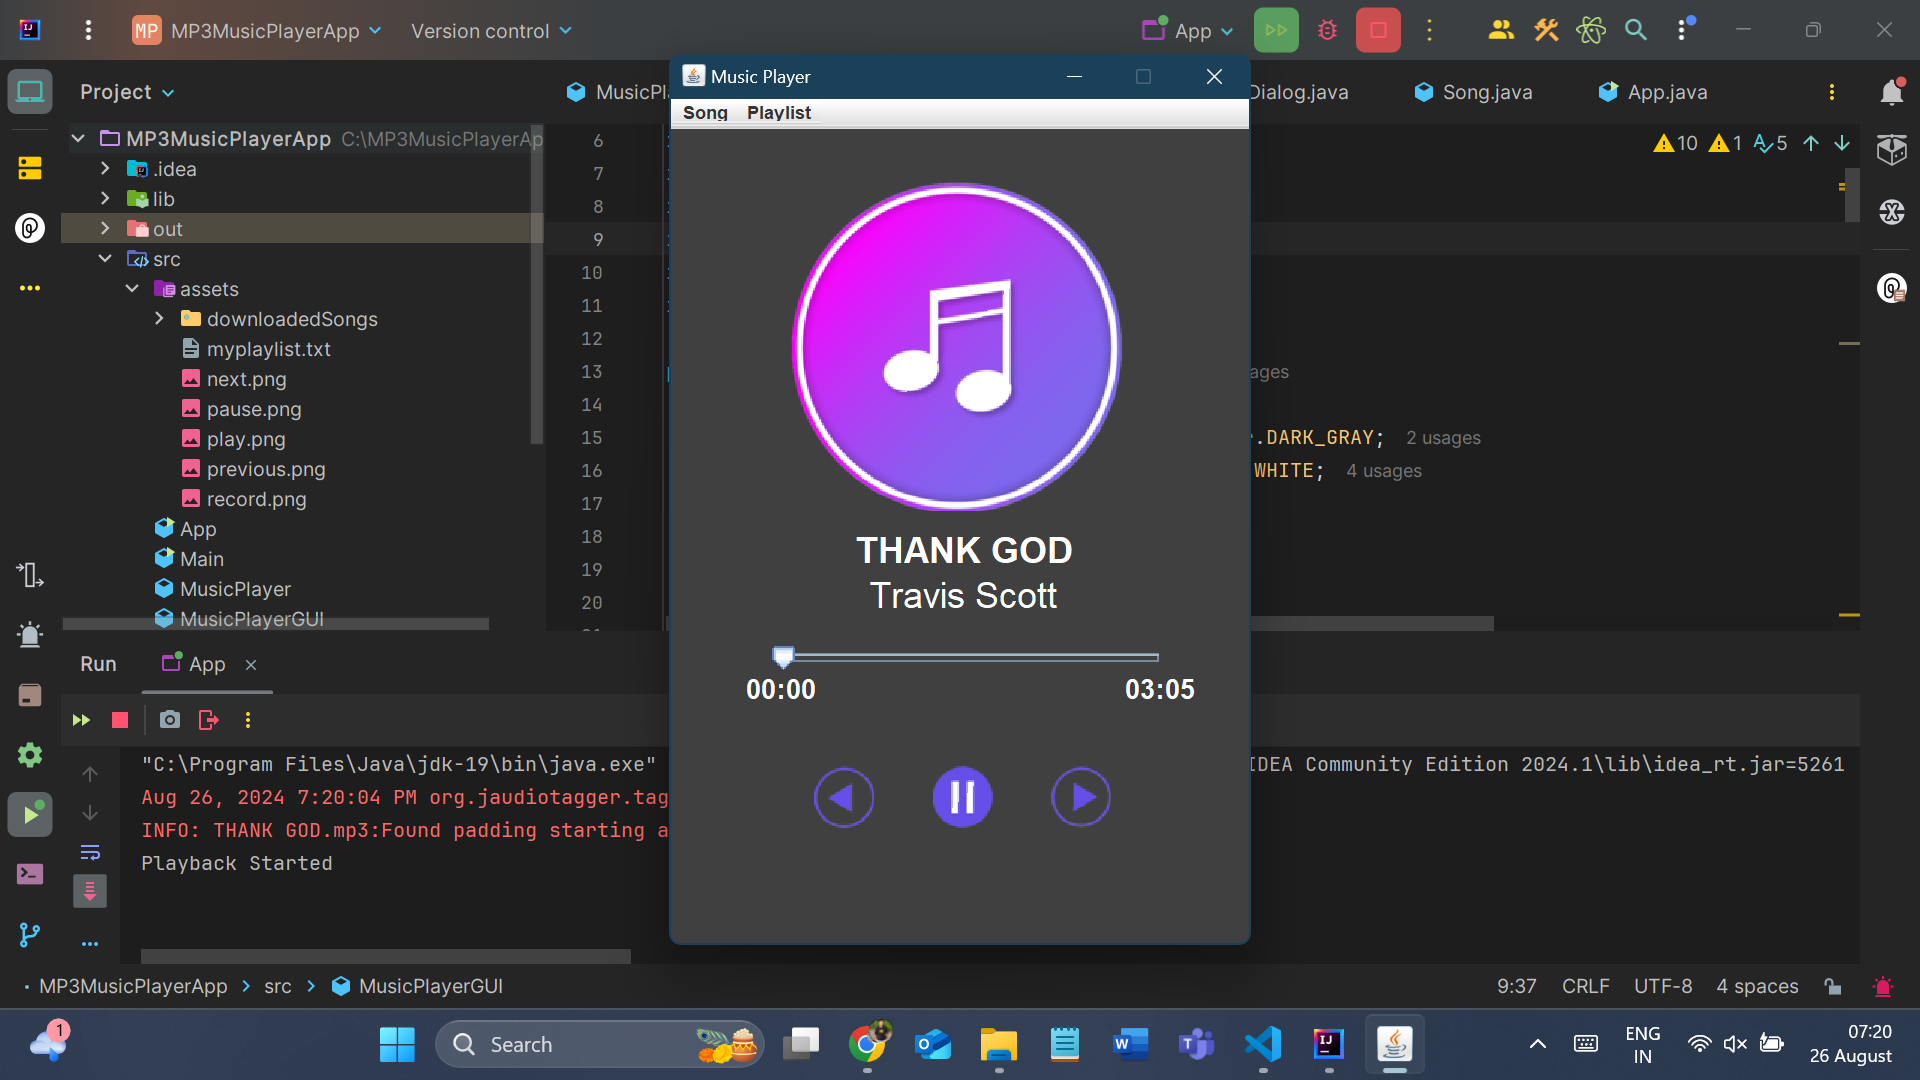 MP MP3MusicPlayerApp Version control App
Project
MusicPl
Dialog.java Song.java App.java
Music Player
Song Playlist
MP3MusicPlayerApp C:\MP3MusicPlayerAp
.idea
lib
out
src
assets
downloadedSongs
myplaylist.txt
next.png
pause.png
play.png
previous.png
record.png
App
Main
MusicPlayer
MusicPlayerGUI
6
7
8
9
10
11
12
13
14
15
16
17
18
19
20
10 1 5
ages
.DARK_GRAY; 2 usages
WHITE; 4 usages
THANK GOD
Travis Scott
00:00 03:05
Run App
"C:\Program Files\Java\jdk-19\bin\java.exe" IDEA Community Edition 2024.1\lib\idea_rt.jar=5261
Aug 26, 2024 7:20:04 PM org.jaudiotagger.tag
INFO: THANK GOD.mp3:Found padding starting a
Playback Started
MP3MusicPlayerApp src MusicPlayerGUI
9:37 CRLF UTF-8 4 spaces
1
Search
ENG
IN
07:20
26 August